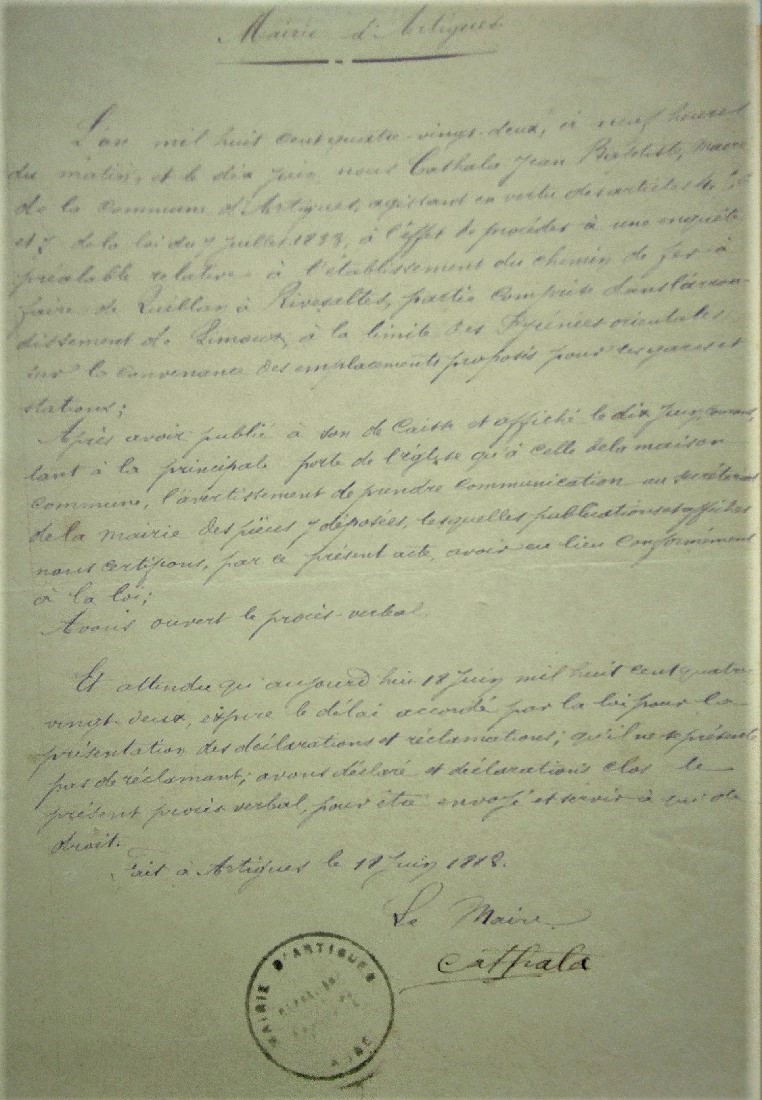 Mairie d'Artigues
L'an mil huit cent quatre-vingt-deux, à neuf heures
du matin, et le dix Juin, nous Cathala Jean Baptiste, Maire
de la Commune d'Artigues, agissant en vertu des articles
et 7 de la loi du 7 Juillet 1833, à l'effet de procéder à une enquête
préalable relative à l'établissement du chemin de fer à
faire de Quillan à Rivesaltes, partie comprise dans l'arron-
dissement de Limoux, à la limite des Pyrénées orientales
sur la convenance des emplacements proposés pour les gares et
stations;
Après avoir publié à son de Caisse et affiché le dix Juin courant,
tant à la principale porte de l'église qu'à celle de la maison
commune, l'avertissement de prendre communication au secrétariat
de la mairie des pièces y déposées, lesquelles publications et affiches
nous certifions, par ce présent acte, avoir eu lieu conformément
à la loi;
Avons ouvert le procès-verbal.
Et attendu qu'aujourd'hui 18 Juin mil huit cent quatre
vingt-deux, expire le délai accordé par la loi pour la
présentation des déclarations et réclamations; qu'il ne se présente
pas de réclamant; avons déclaré et déclarations clos le
présent procès verbal, pour être envoyé et servir à qui de
droit.
Fait à Artigues le 18 Juin 1882.
Le Maire
Cathala
MAIRIE D'ARTIGUES
AUDE